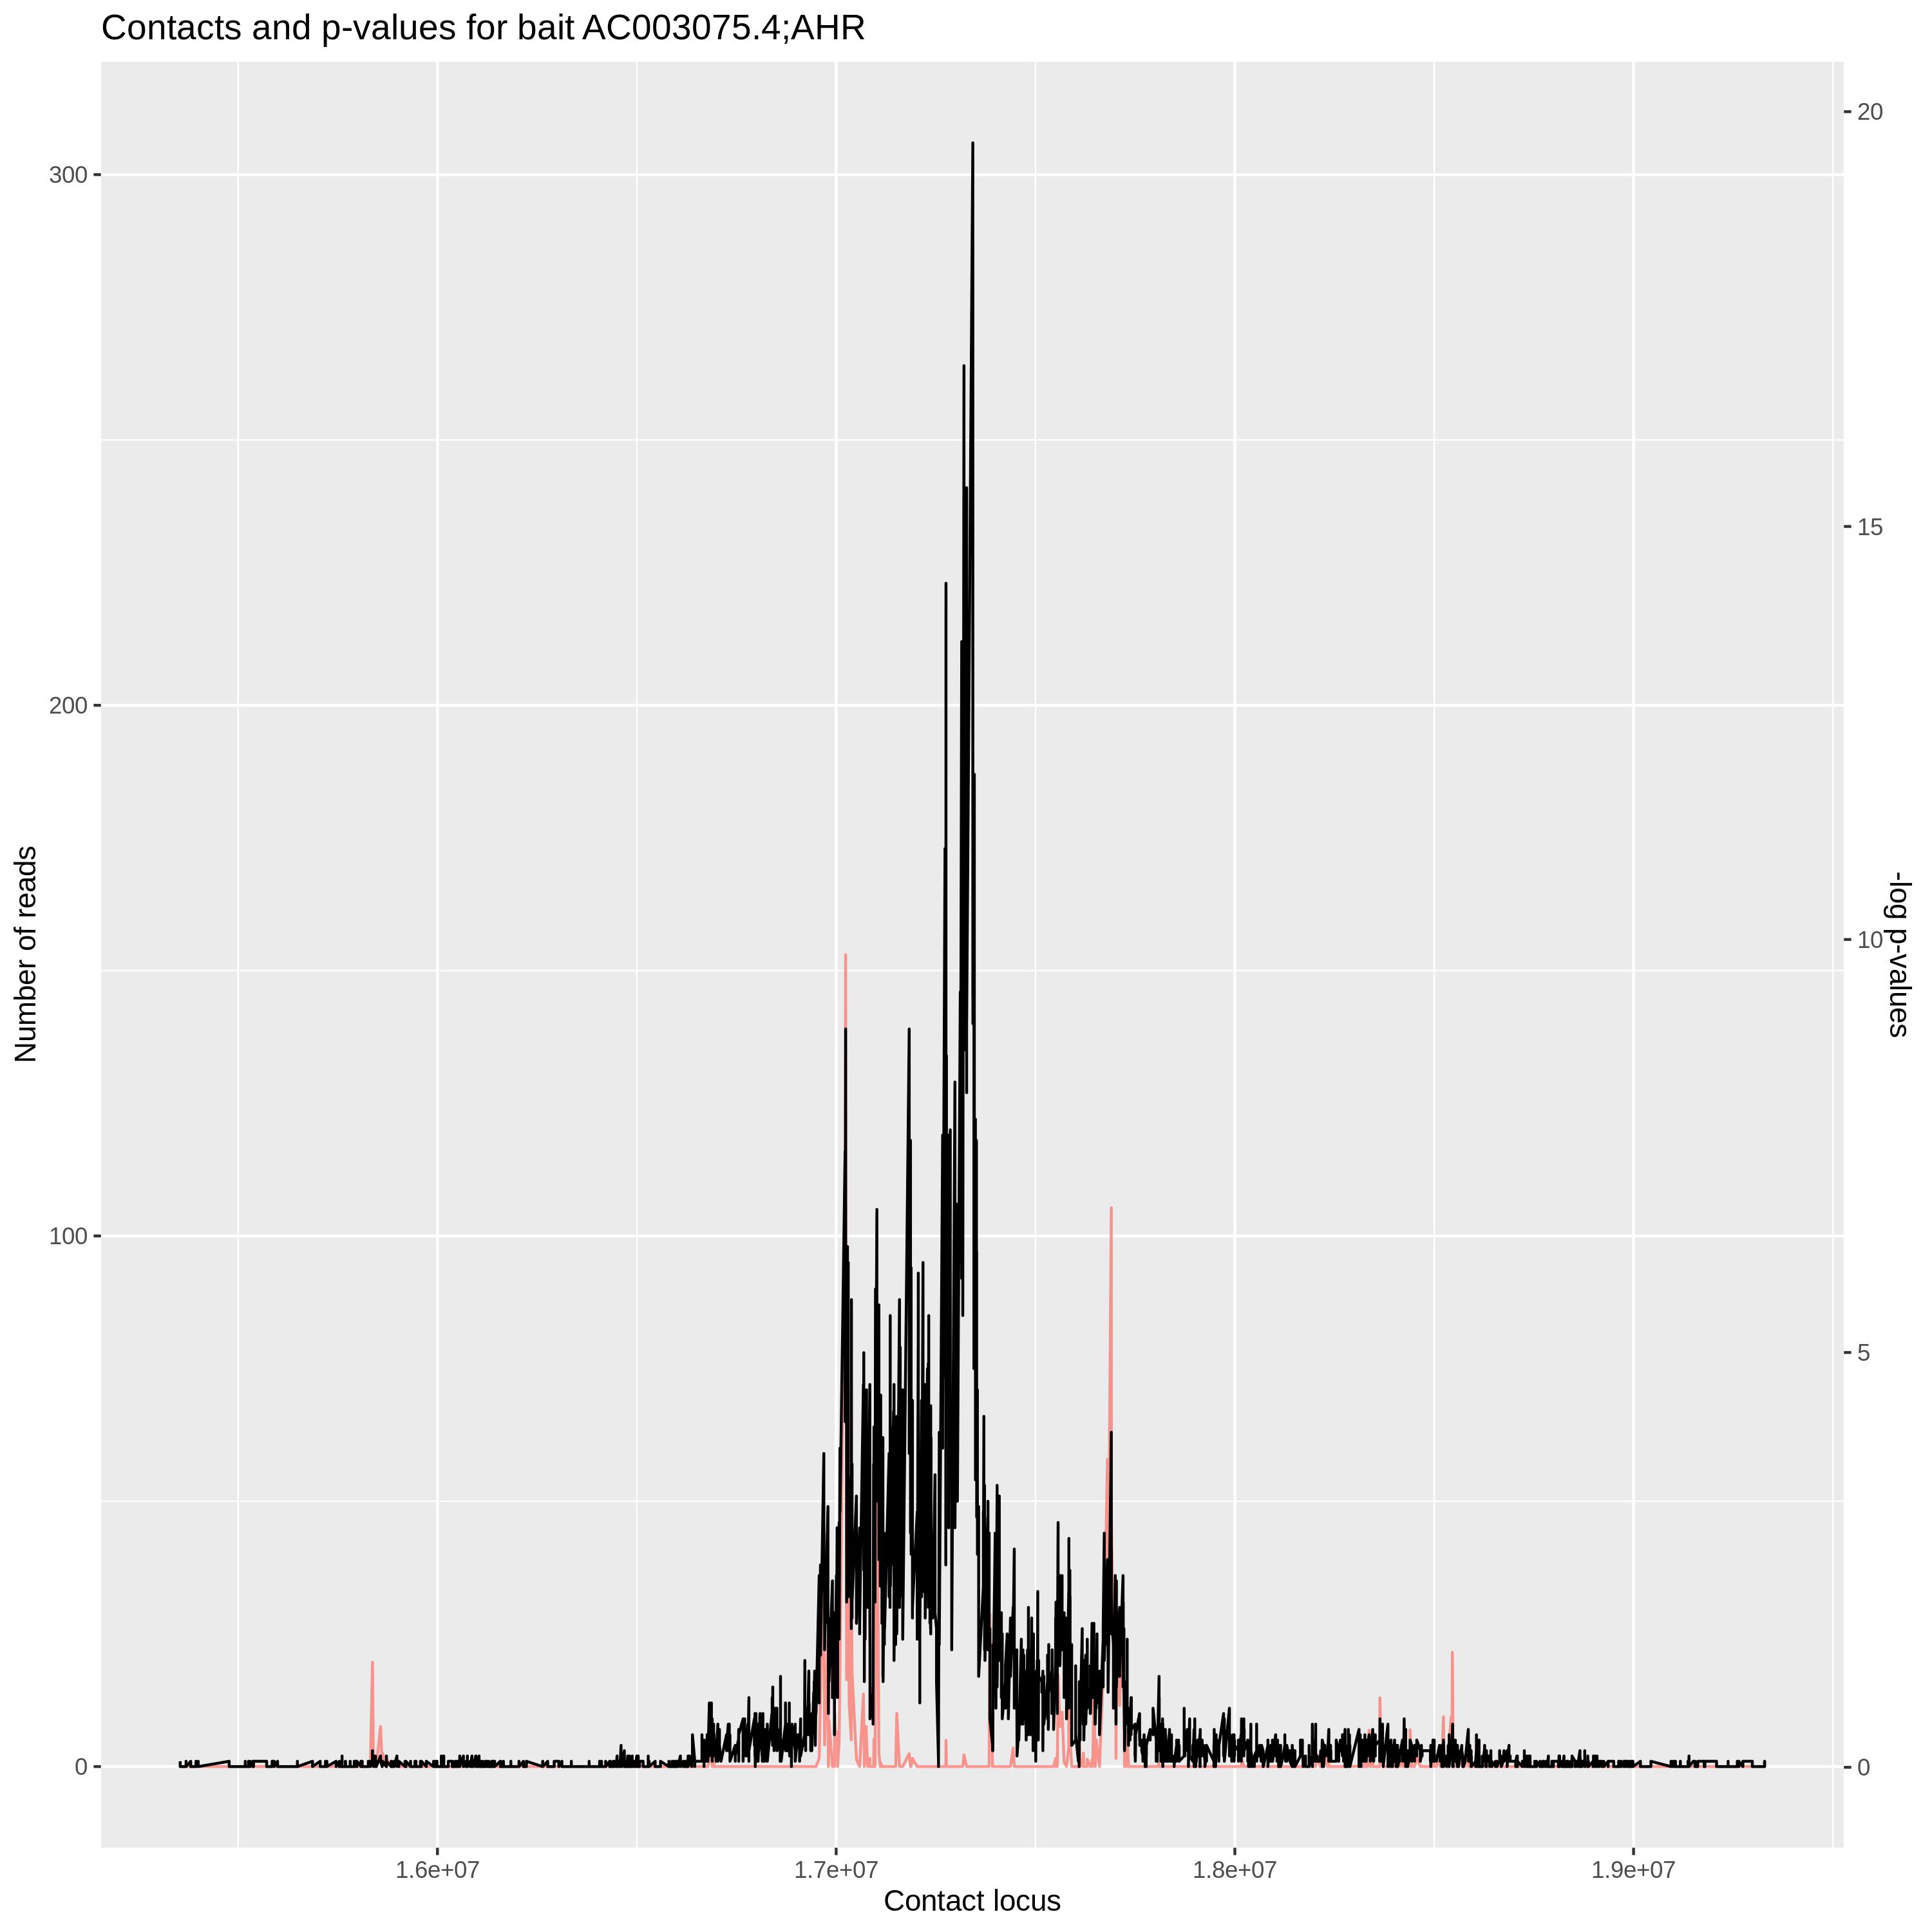 Contacts and p-values for bait AC003075.4;AHR
300
200
100
0
Number of reads
20
15
10
5
0
-log p-values
1.6e+07
1.7e+07
1.8e+07
1.9e+07
Contact locus